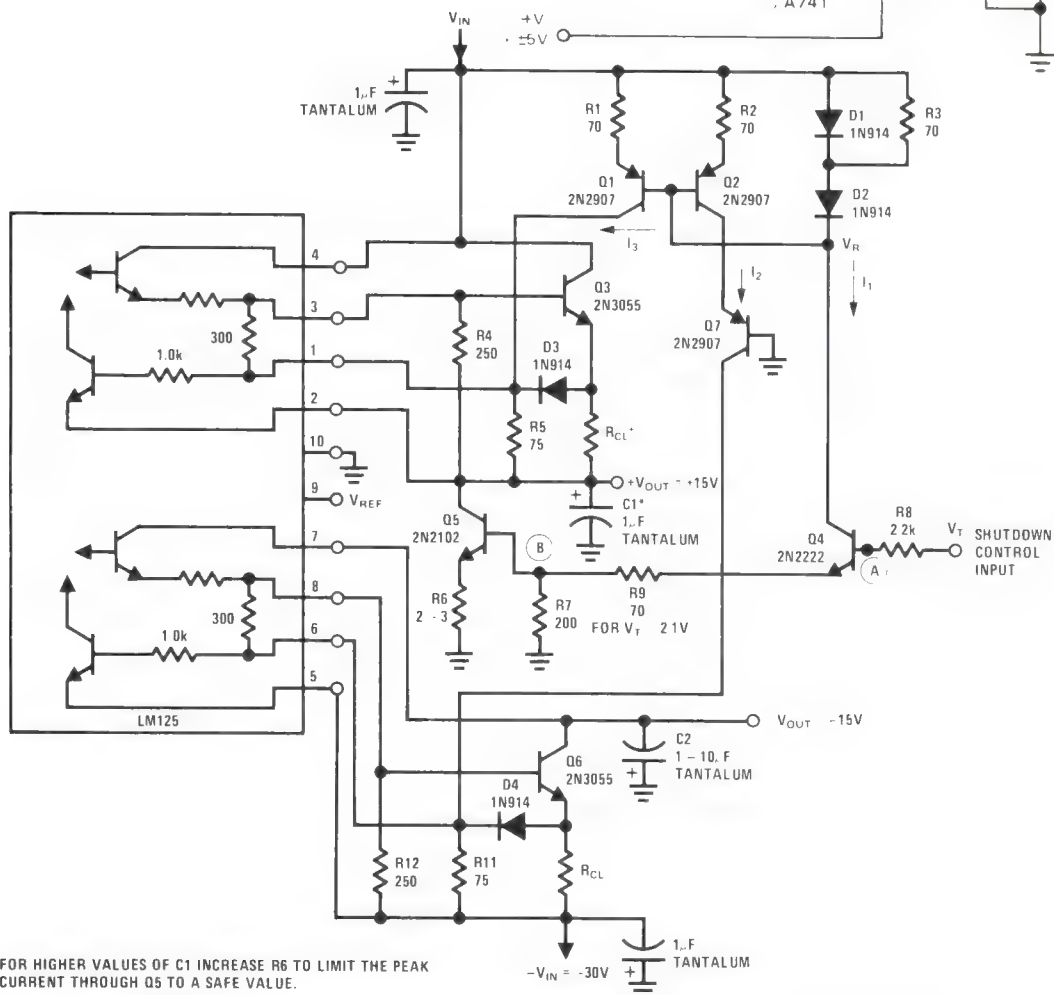 , A741
+V
±5V
VIN
+
1µF
TANTALUM
R1
70
R2
70
D1
1N914
R3
70
D2
1N914
Q1
2N2907
Q2
2N2907
VR
I3
I2
I1
4
3
300
1
1.0k
2
10
9 VREF
7
8
300
6
1 0k
5
LM125
Q3
2N3055
R4
250
D3
1N914
R5
75
RCL*
Q7
2N2907
+VOUT - +15V
+
C1*
1µF
TANTALUM
Q5
2N2102
B
R6
2 - 3
R7
200
R9
70
FOR VT 2 1V
Q4
2N2222
A
R8
2 2k
VT SHUTDOWN
CONTROL
INPUT
VOUT -15V
C2
1 - 10µF
TANTALUM
+
Q6
2N3055
D4
1N914
R12
250
R11
75
RCL
1µF
TANTALUM
+
-VIN = -30V
FOR HIGHER VALUES OF C1 INCREASE R6 TO LIMIT THE PEAK
CURRENT THROUGH Q5 TO A SAFE VALUE.